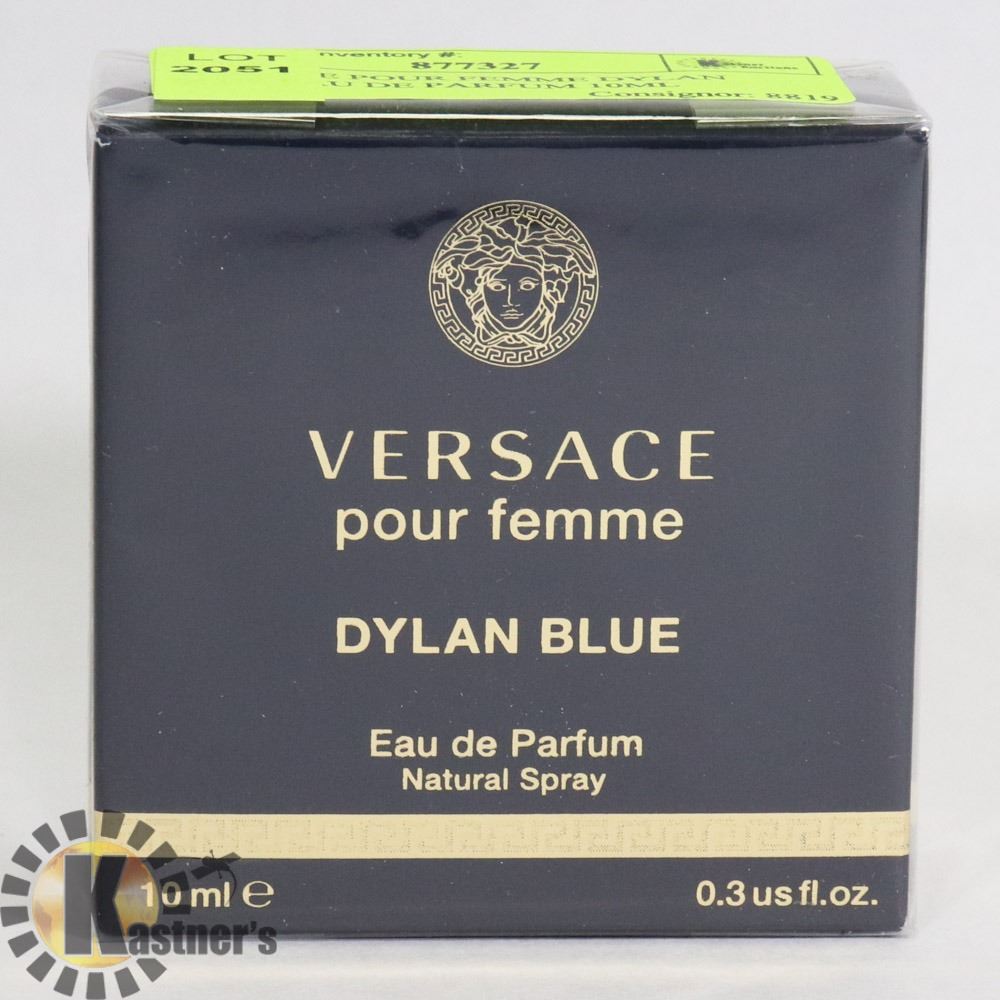 LOT
2051
nventory #:
877327
E POUR FEMME DYLAN
U DE PARFUM 10ML
Consignor: 8819
VERSACE
pour femme
DYLAN BLUE
Eau de Parfum
Natural Spray
10 ml e
0.3 us fl.oz.
Kastner's